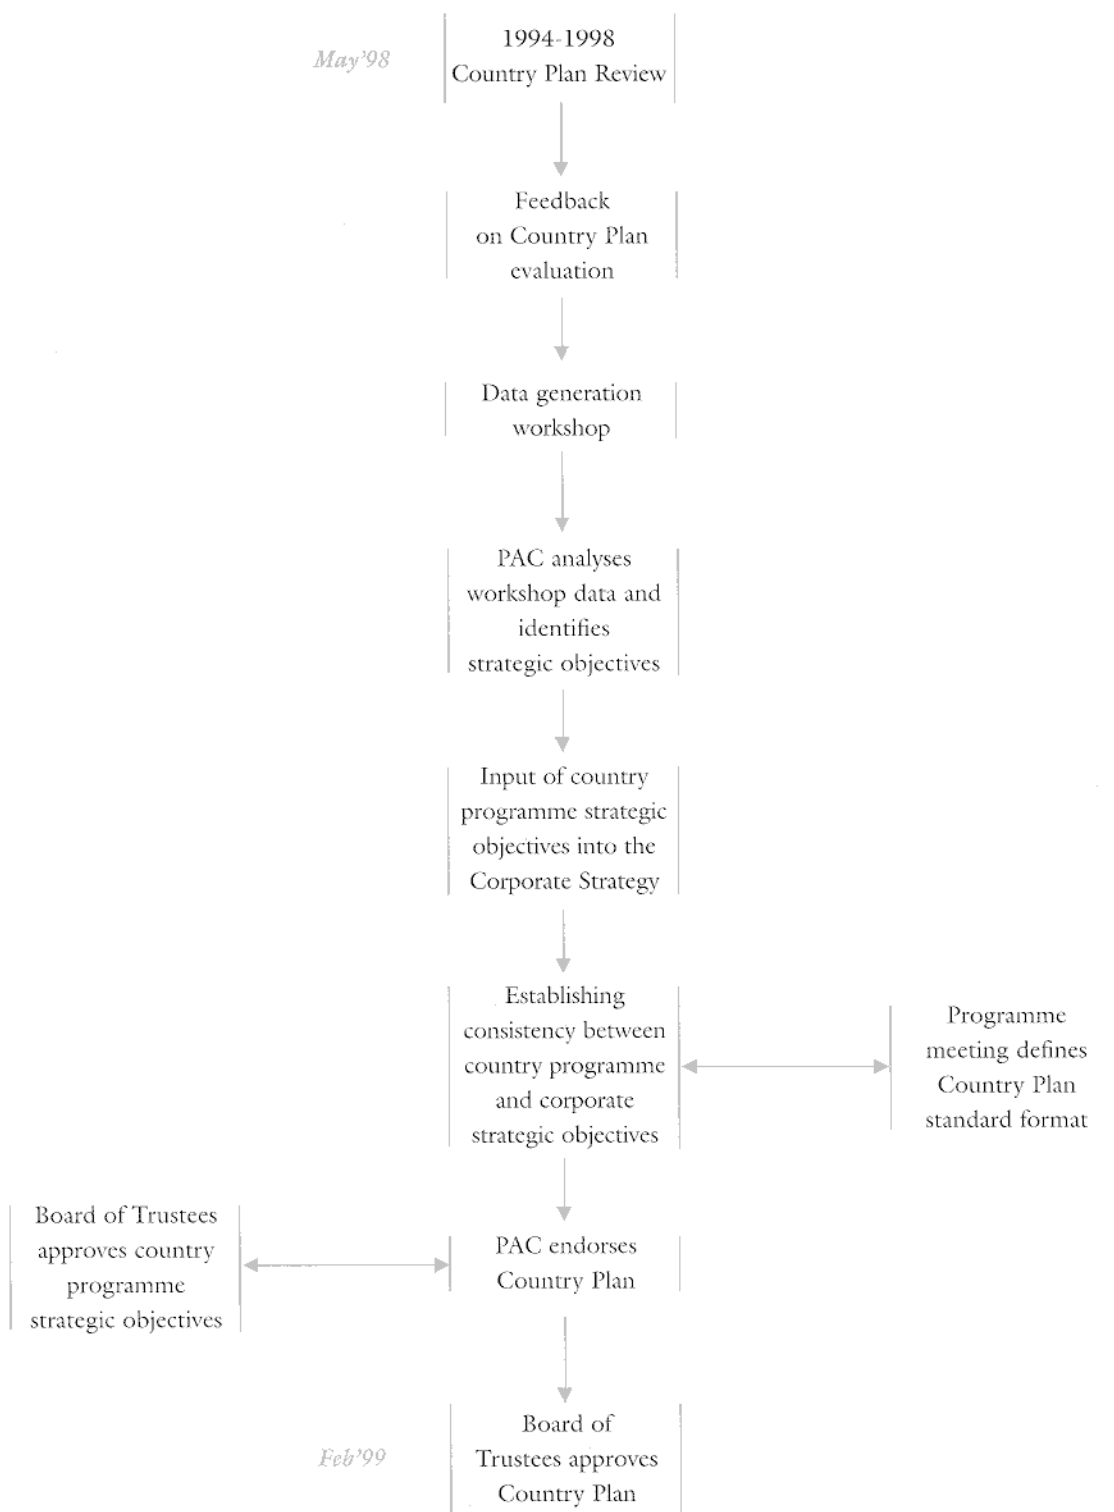 May'98
1994-1998
Country Plan Review
Feedback
on Country Plan
evaluation
Data generation
workshop
PAC analyses
workshop data and
identifies
strategic objectives
Input of country
programme strategic
objectives into the
Corporate Strategy
Establishing
consistency between
country programme
and corporate
strategic objectives
Programme
meeting defines
Country Plan
standard format
Board of Trustees
approves country
programme
strategic objectives
PAC endorses
Country Plan
Feb'99
Board of
Trustees approves
Country Plan